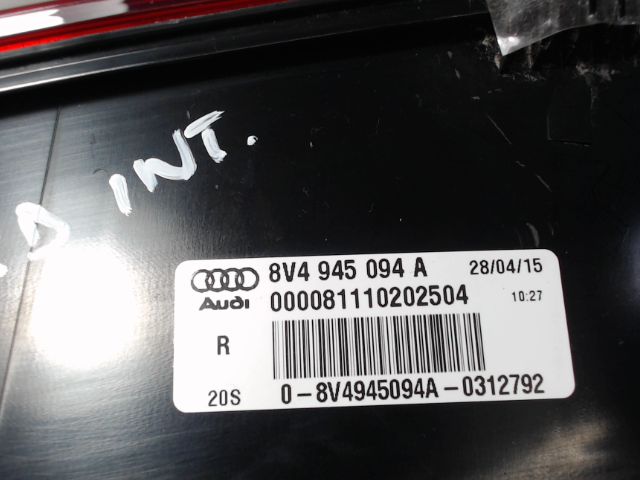 D INT.
8V4 945 094 A 28/04/15
Audi 000081110202504 10:27
R
20S 0-8V4945094A-0312792